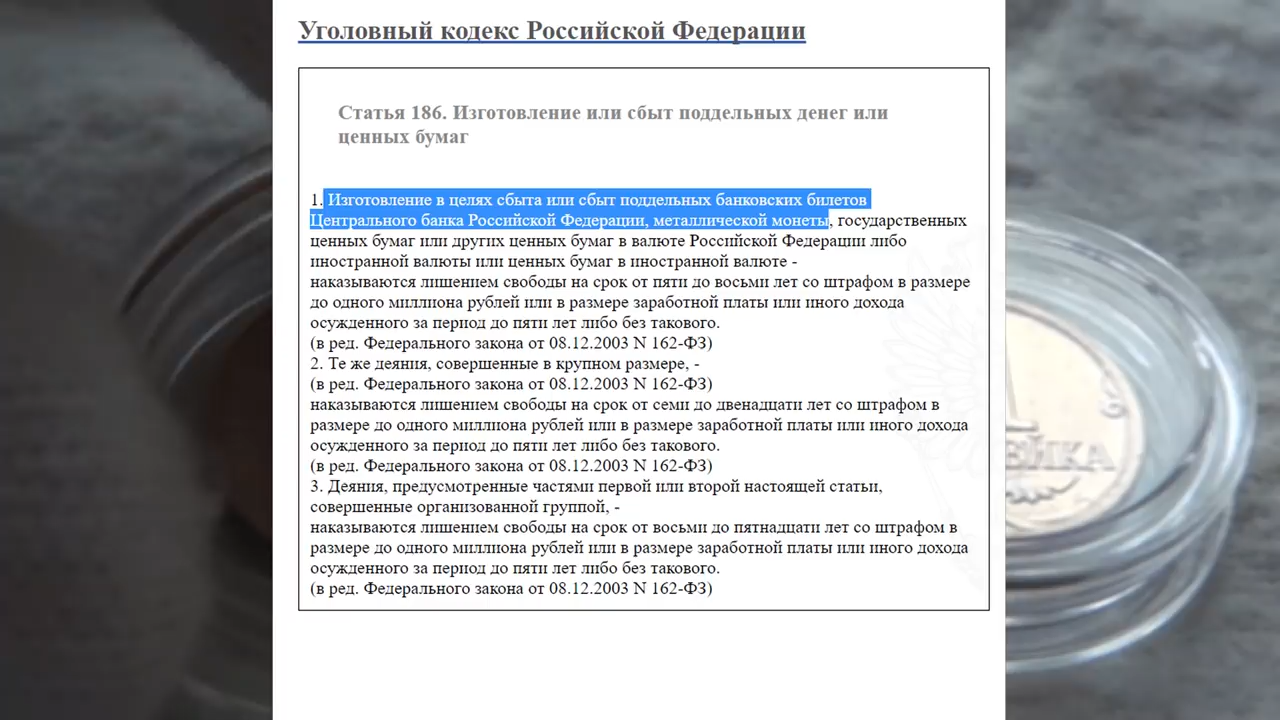 Уголовный кодекс Российской Федерации
Статья 186. Изготовление или сбыт поддельных денег или
ценных бумаг
1. Изготовление в целях сбыта или сбыт поддельных банковских билетов
Центрального банка Российской Федерации, металлической монеты, государственных
ценных бумаг или других ценных бумаг в валюте Российской Федерации либо
иностранной валюты или ценных бумаг в иностранной валюте -
наказываются лишением свободы на срок от пяти до восьми лет со штрафом в размере
до одного миллиона рублей или в размере заработной платы или иного дохода
осужденного за период до пяти лет либо без такового.
(в ред. Федерального закона от 08.12.2003 N 162-ФЗ)
2. Те же деяния, совершенные в крупном размере, -
(в ред. Федерального закона от 08.12.2003 N 162-ФЗ)
наказываются лишением свободы на срок от семи до двенадцати лет со штрафом в
размере до одного миллиона рублей или в размере заработной платы или иного дохода
осужденного за период до пяти лет либо без такового.
(в ред. Федерального закона от 08.12.2003 N 162-ФЗ)
3. Деяния, предусмотренные частями первой или второй настоящей статьи,
совершенные организованной группой, -
наказываются лишением свободы на срок от восьми до пятнадцати лет со штрафом в
размере до одного миллиона рублей или в размере заработной платы или иного дохода
осужденного за период до пяти лет либо без такового.
(в ред. Федерального закона от 08.12.2003 N 162-ФЗ)
1
ЕЙКА